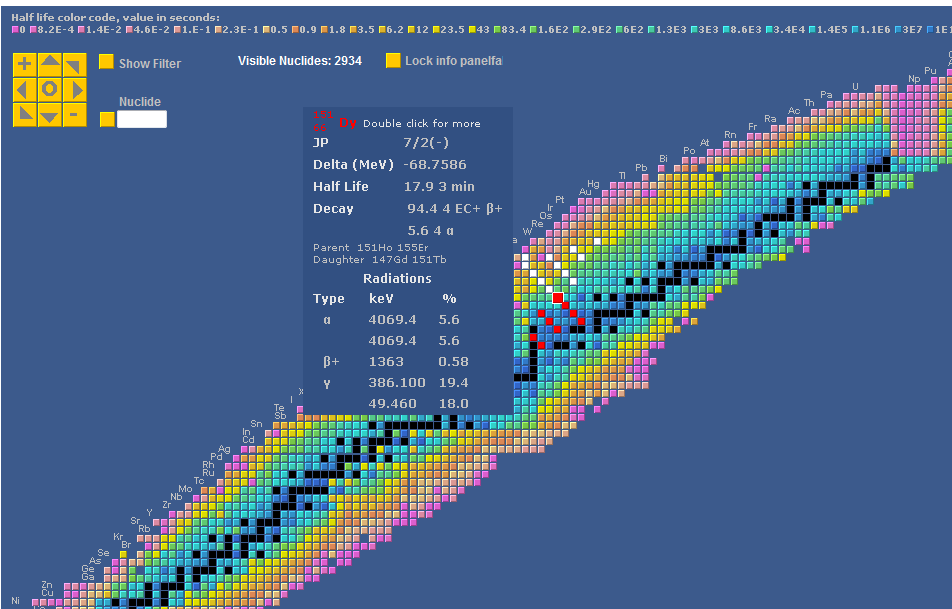 Half life color code, value in seconds:
0 8.2E-4 1.4E-2 4.6E-2 1.E-1 2.3E-1 0.5 0.9 1.8 3.5 6.2 12 23.5 43 83.4 1.6E2 2.9E2 6E2 1.3E3 3.E3 8.6E3 3.4E4 1.4E5 1.1E6 3E7 1E1
Show Filter
Visible Nuclides: 2934
Lock info panelfa
Nuclide
Dy Double click for more
JP 7/2(-)
Delta (MeV) -68.7586
Half Life 17.9 3 min
Decay 94.4 4 EC+ β+
5.6 4 α
Parent 151Ho 155Er
Daughter 147Gd 151Tb
Radiations
Type keV %
α 4069.4 5.6
4069.4 5.6
β+ 1363 0.58
γ 386.100 19.4
49.460 18.0
Pu
Np
U
Pa
Th
Ac
Ra
Fr
Rn
At
Po
Bi
Pb
Tl
Hg
Au
Pt
Ir
Os
Re
W
a
X
I
Te
Sb
Sn
In
Cd
Ag
Pd
Rh
Ru
Tc
Mo
Nb
Zr
Y
Sr
Rb
Kr
Br
Se
As
Ge
Ga
Zn
Cu
Ni